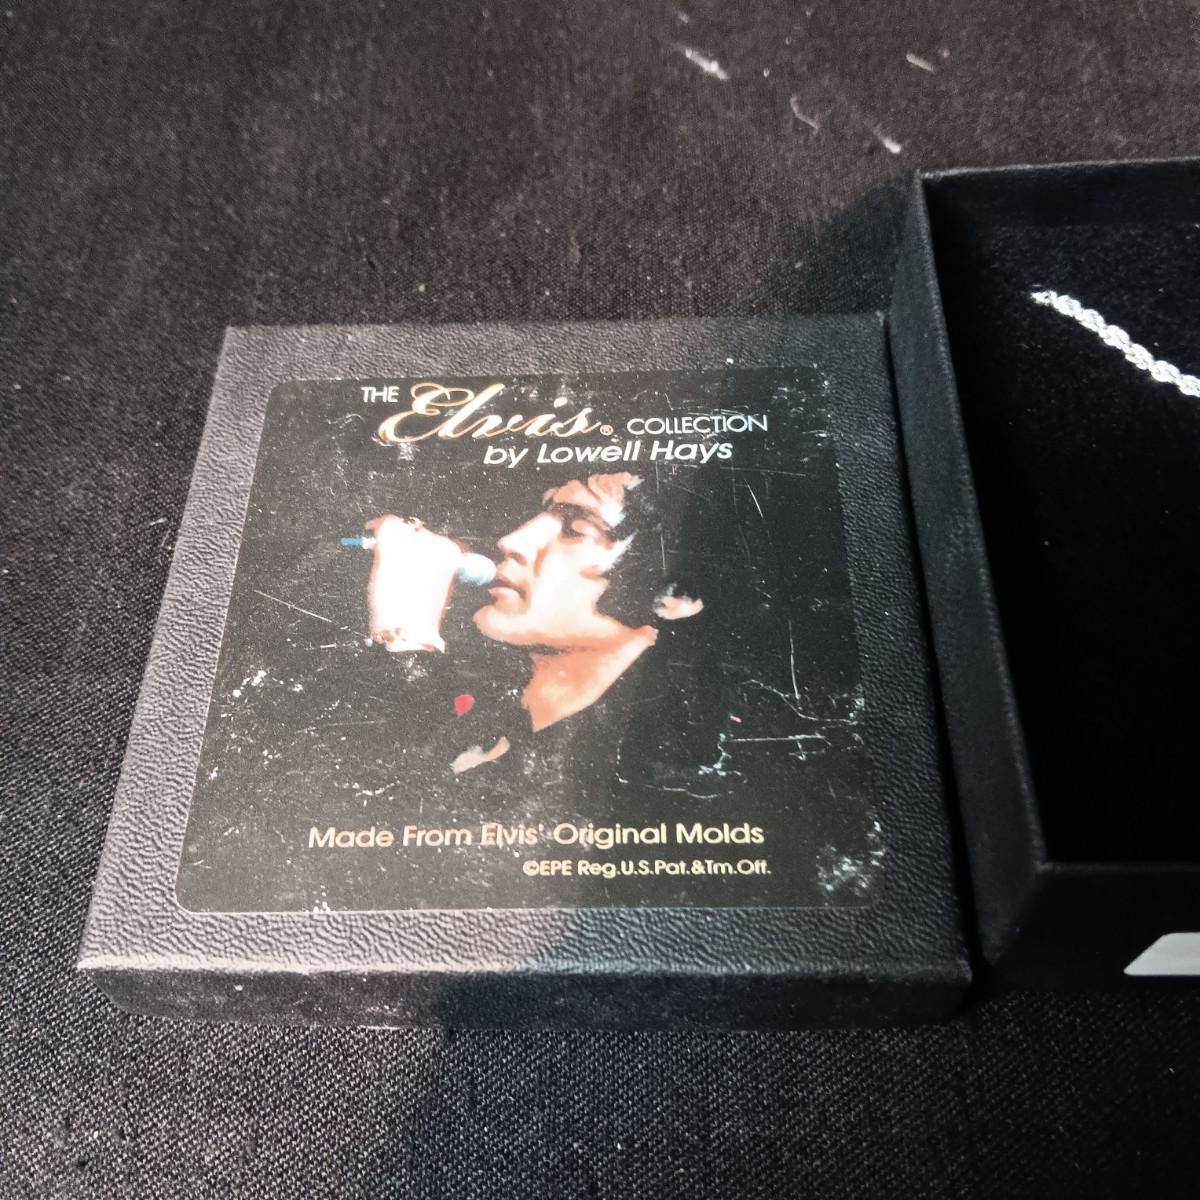 THE Elvis® COLLECTION
by Lowell Hays
Made From Elvis' Original Molds
©EPE Reg.U.S.Pat.&Tm.Off.